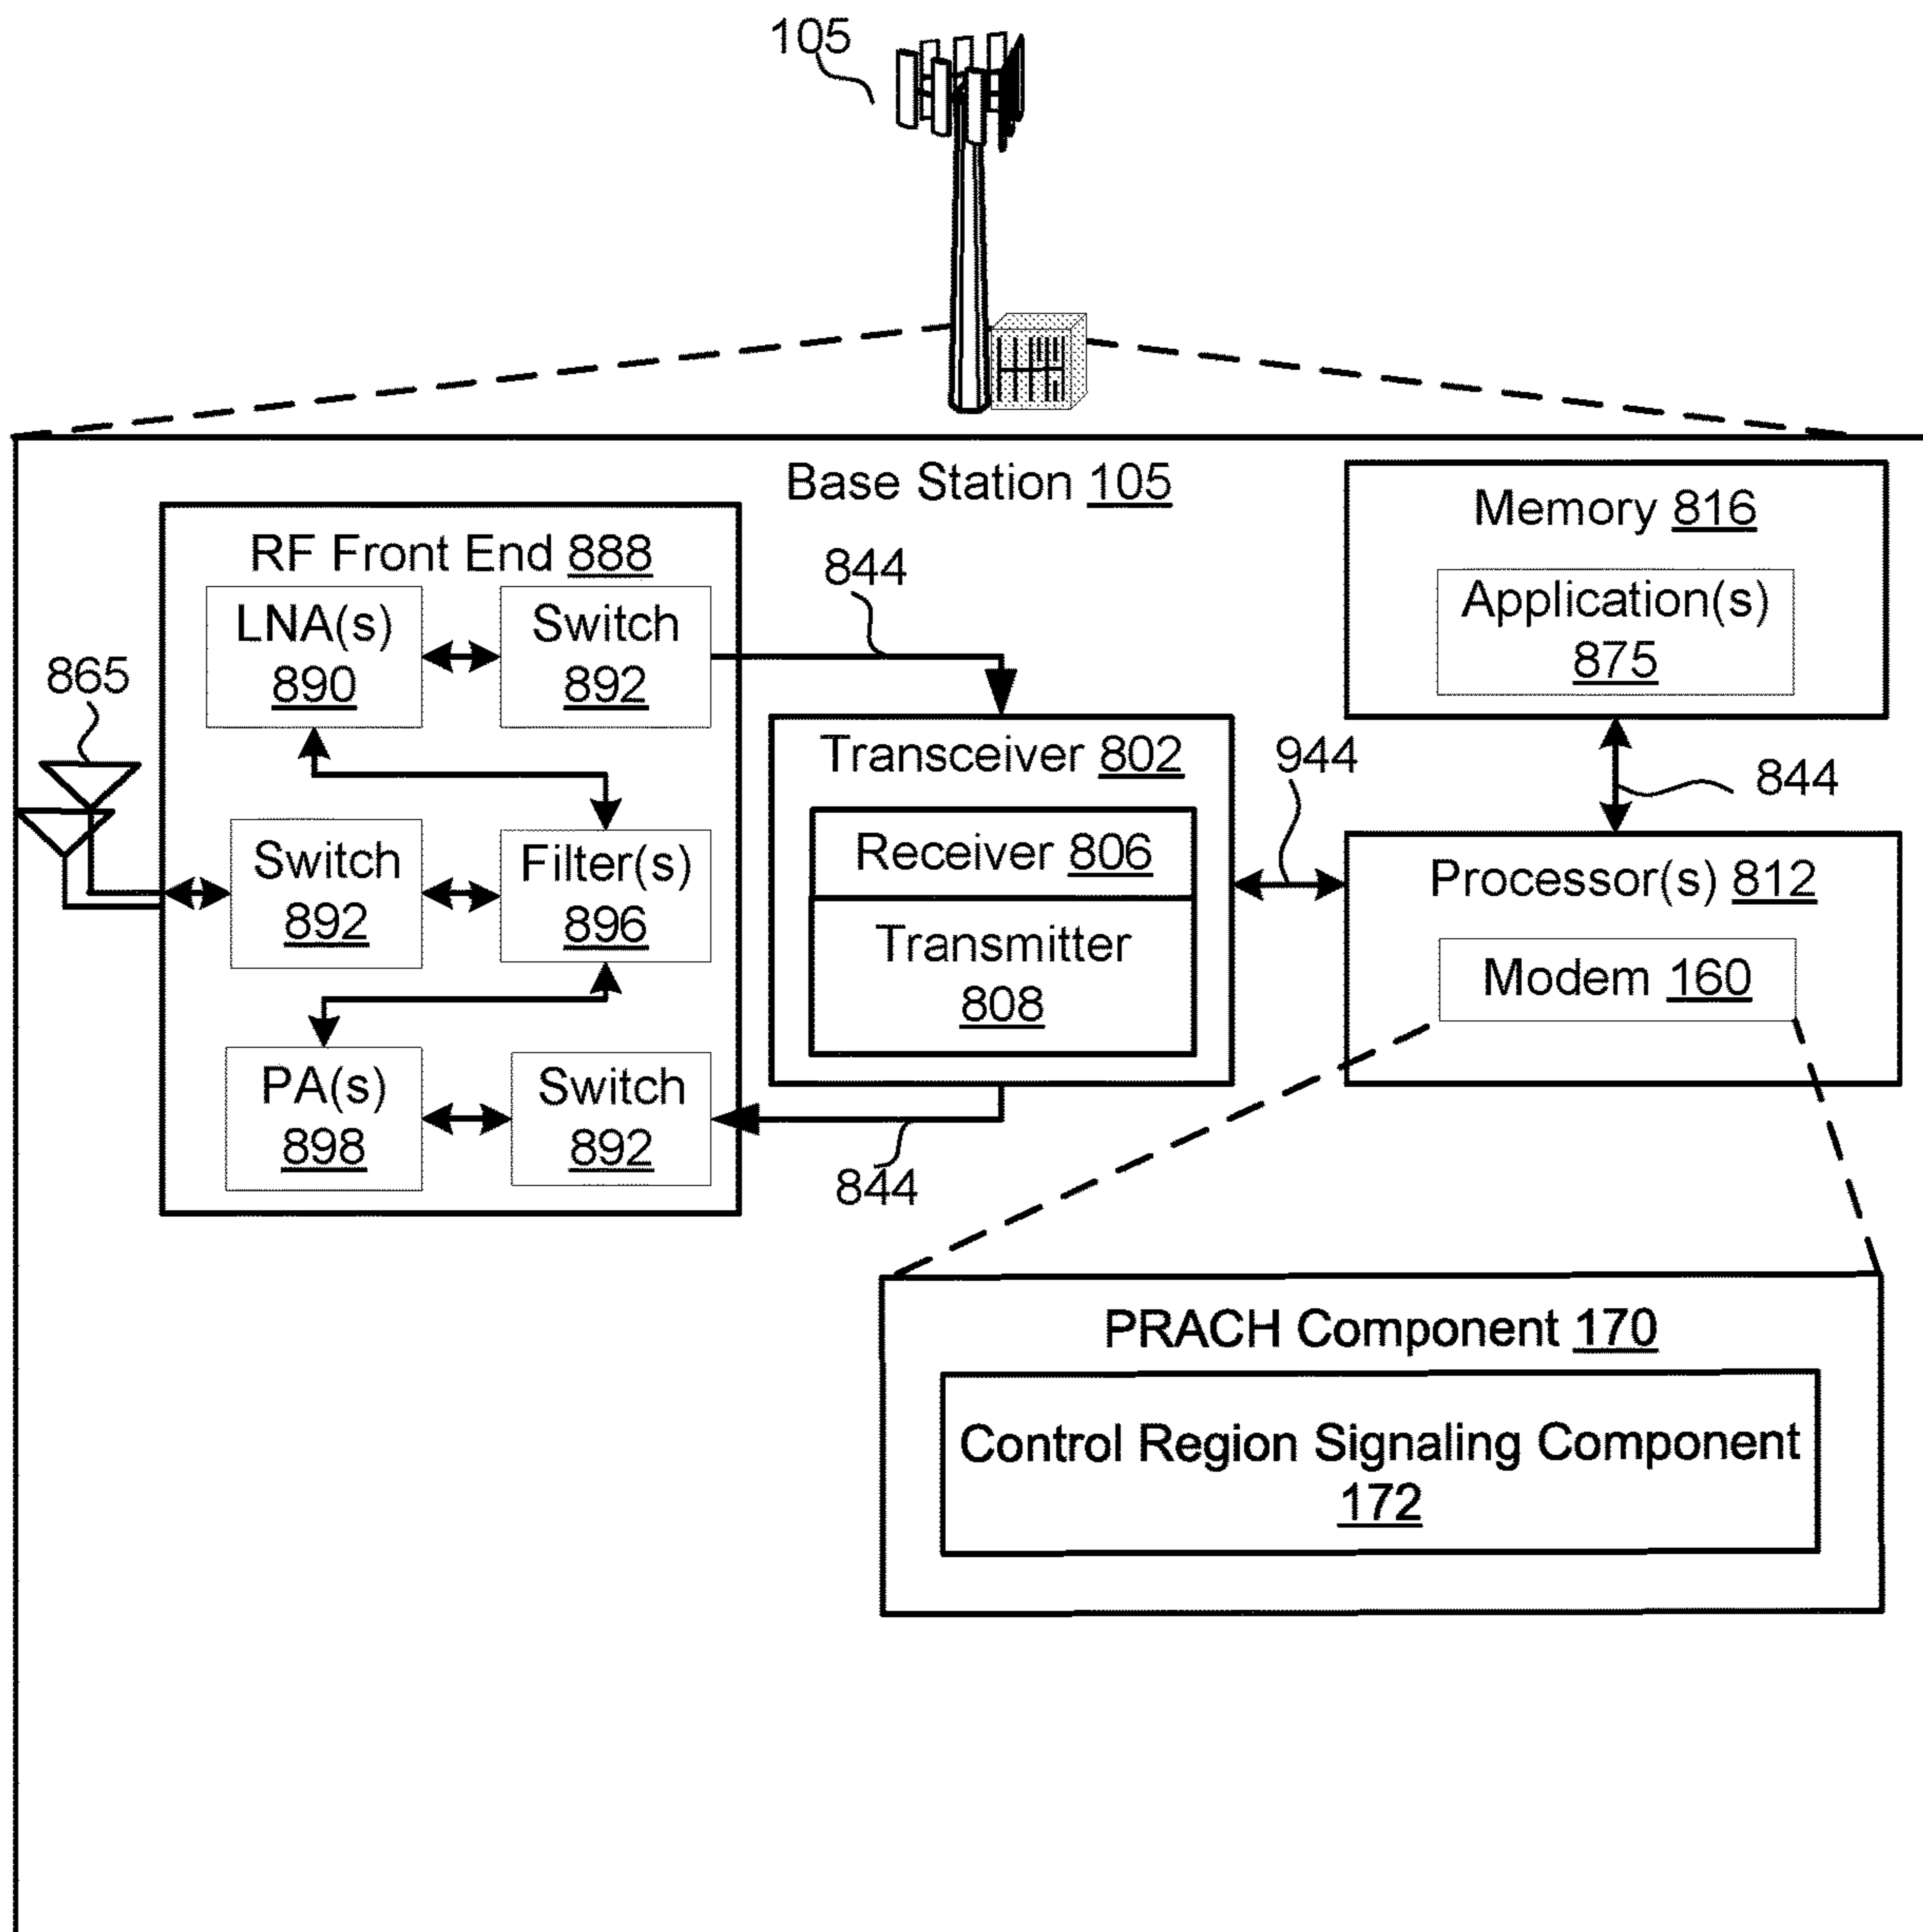 105
Base Station 105
RF Front End 888
LNA(s)
890
Switch
892
844
865
Switch
892
Filter(s)
896
PA(s)
898
Switch
892
844
Transceiver 802
Receiver 806
Transmitter
808
944
Memory 816
Application(s)
875
844
Processor(s) 812
Modem 160
PRACH Component 170
Control Region Signaling Component
172